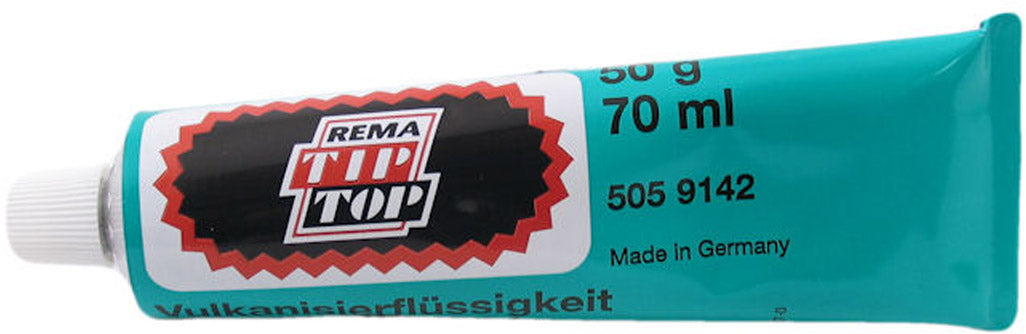 REMA
TIP
TOP
50 g
70 ml
505 9142
Made in Germany
Vulkanisierflüssigkeit